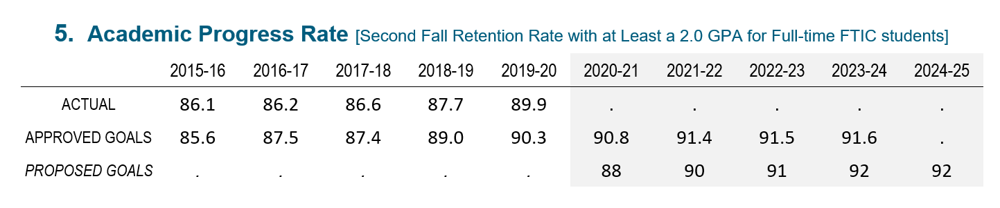 5. Academic Progress Rate [Second Fall Retention Rate with at Least a 2.0 GPA for Full-time FTIC students]
2015-16 2016-17 2017-18 2018-19 2019-20 2020-21 2021-22 2022-23 2023-24 2024-25
ACTUAL 86.1 86.2 86.6 87.7 89.9 . . . . .
APPROVED GOALS 85.6 87.5 87.4 89.0 90.3 90.8 91.4 91.5 91.6 .
PROPOSED GOALS . . . . . 88 90 91 92 92